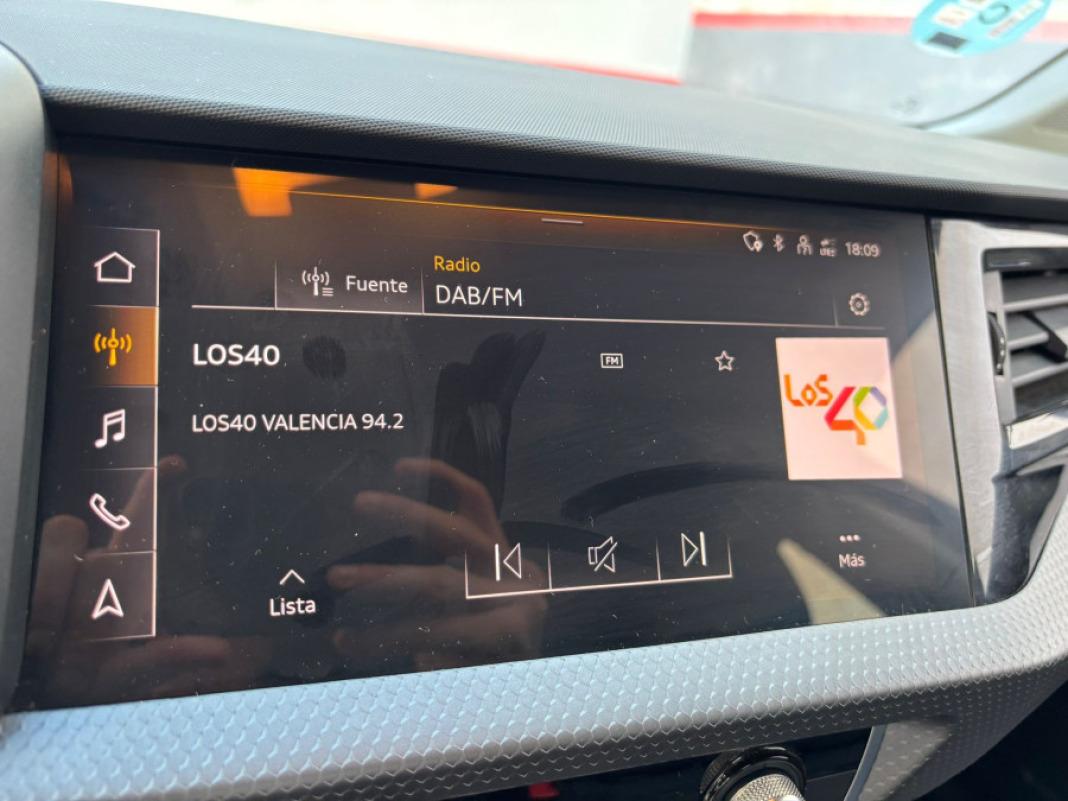 18:09
Radio
Fuente
DAB/FM
LOS40
FM
LOS40 VALENCIA 94.2
LOS
40
Lista
Más